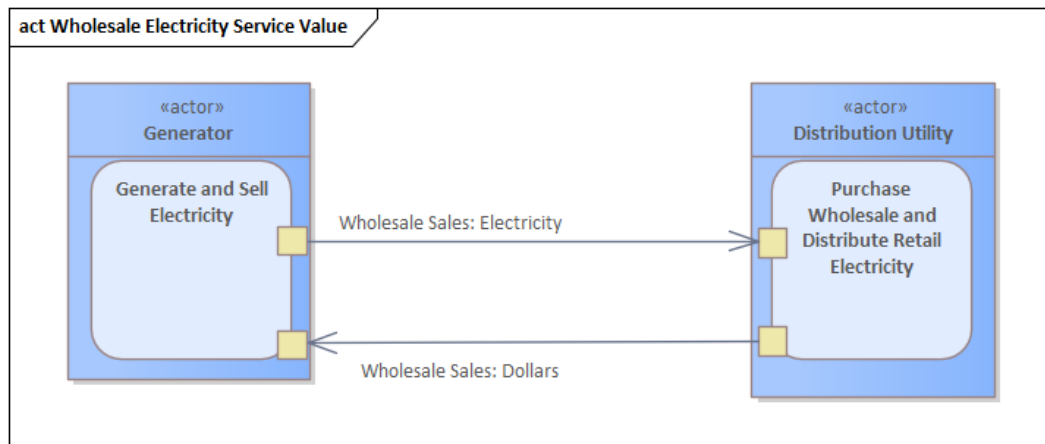 act Wholesale Electricity Service Value
«actor»
Generator
Generate and Sell
Electricity
Wholesale Sales: Electricity
Wholesale Sales: Dollars
«actor»
Distribution Utility
Purchase
Wholesale and
Distribute Retail
Electricity